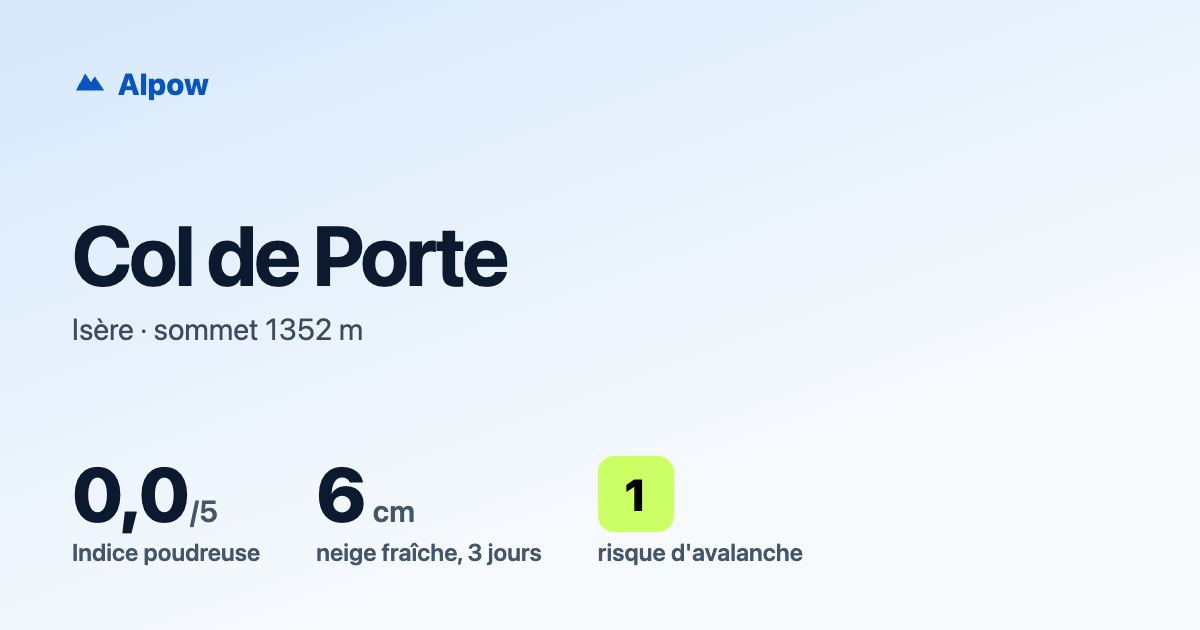 Alpow
Col de Porte
Isère · sommet 1352 m
0,0/5
Indice poudreuse
6 cm
neige fraîche, 3 jours
1
risque d'avalanche